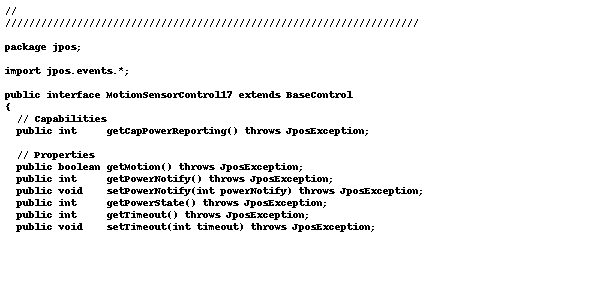 //
/////////////////////////////////////////////////////////////////////
package jpos;
import jpos.events.*;
public interface MotionSensorControl17 extends BaseControl
{
  // Capabilities
  public int     getCapPowerReporting() throws JposException;
  // Properties
  public boolean getMotion() throws JposException;
  public int     getPowerNotify() throws JposException;
  public void    setPowerNotify(int powerNotify) throws JposException;
  public int     getPowerState() throws JposException;
  public int     getTimeout() throws JposException;
  public void    setTimeout(int timeout) throws JposException;